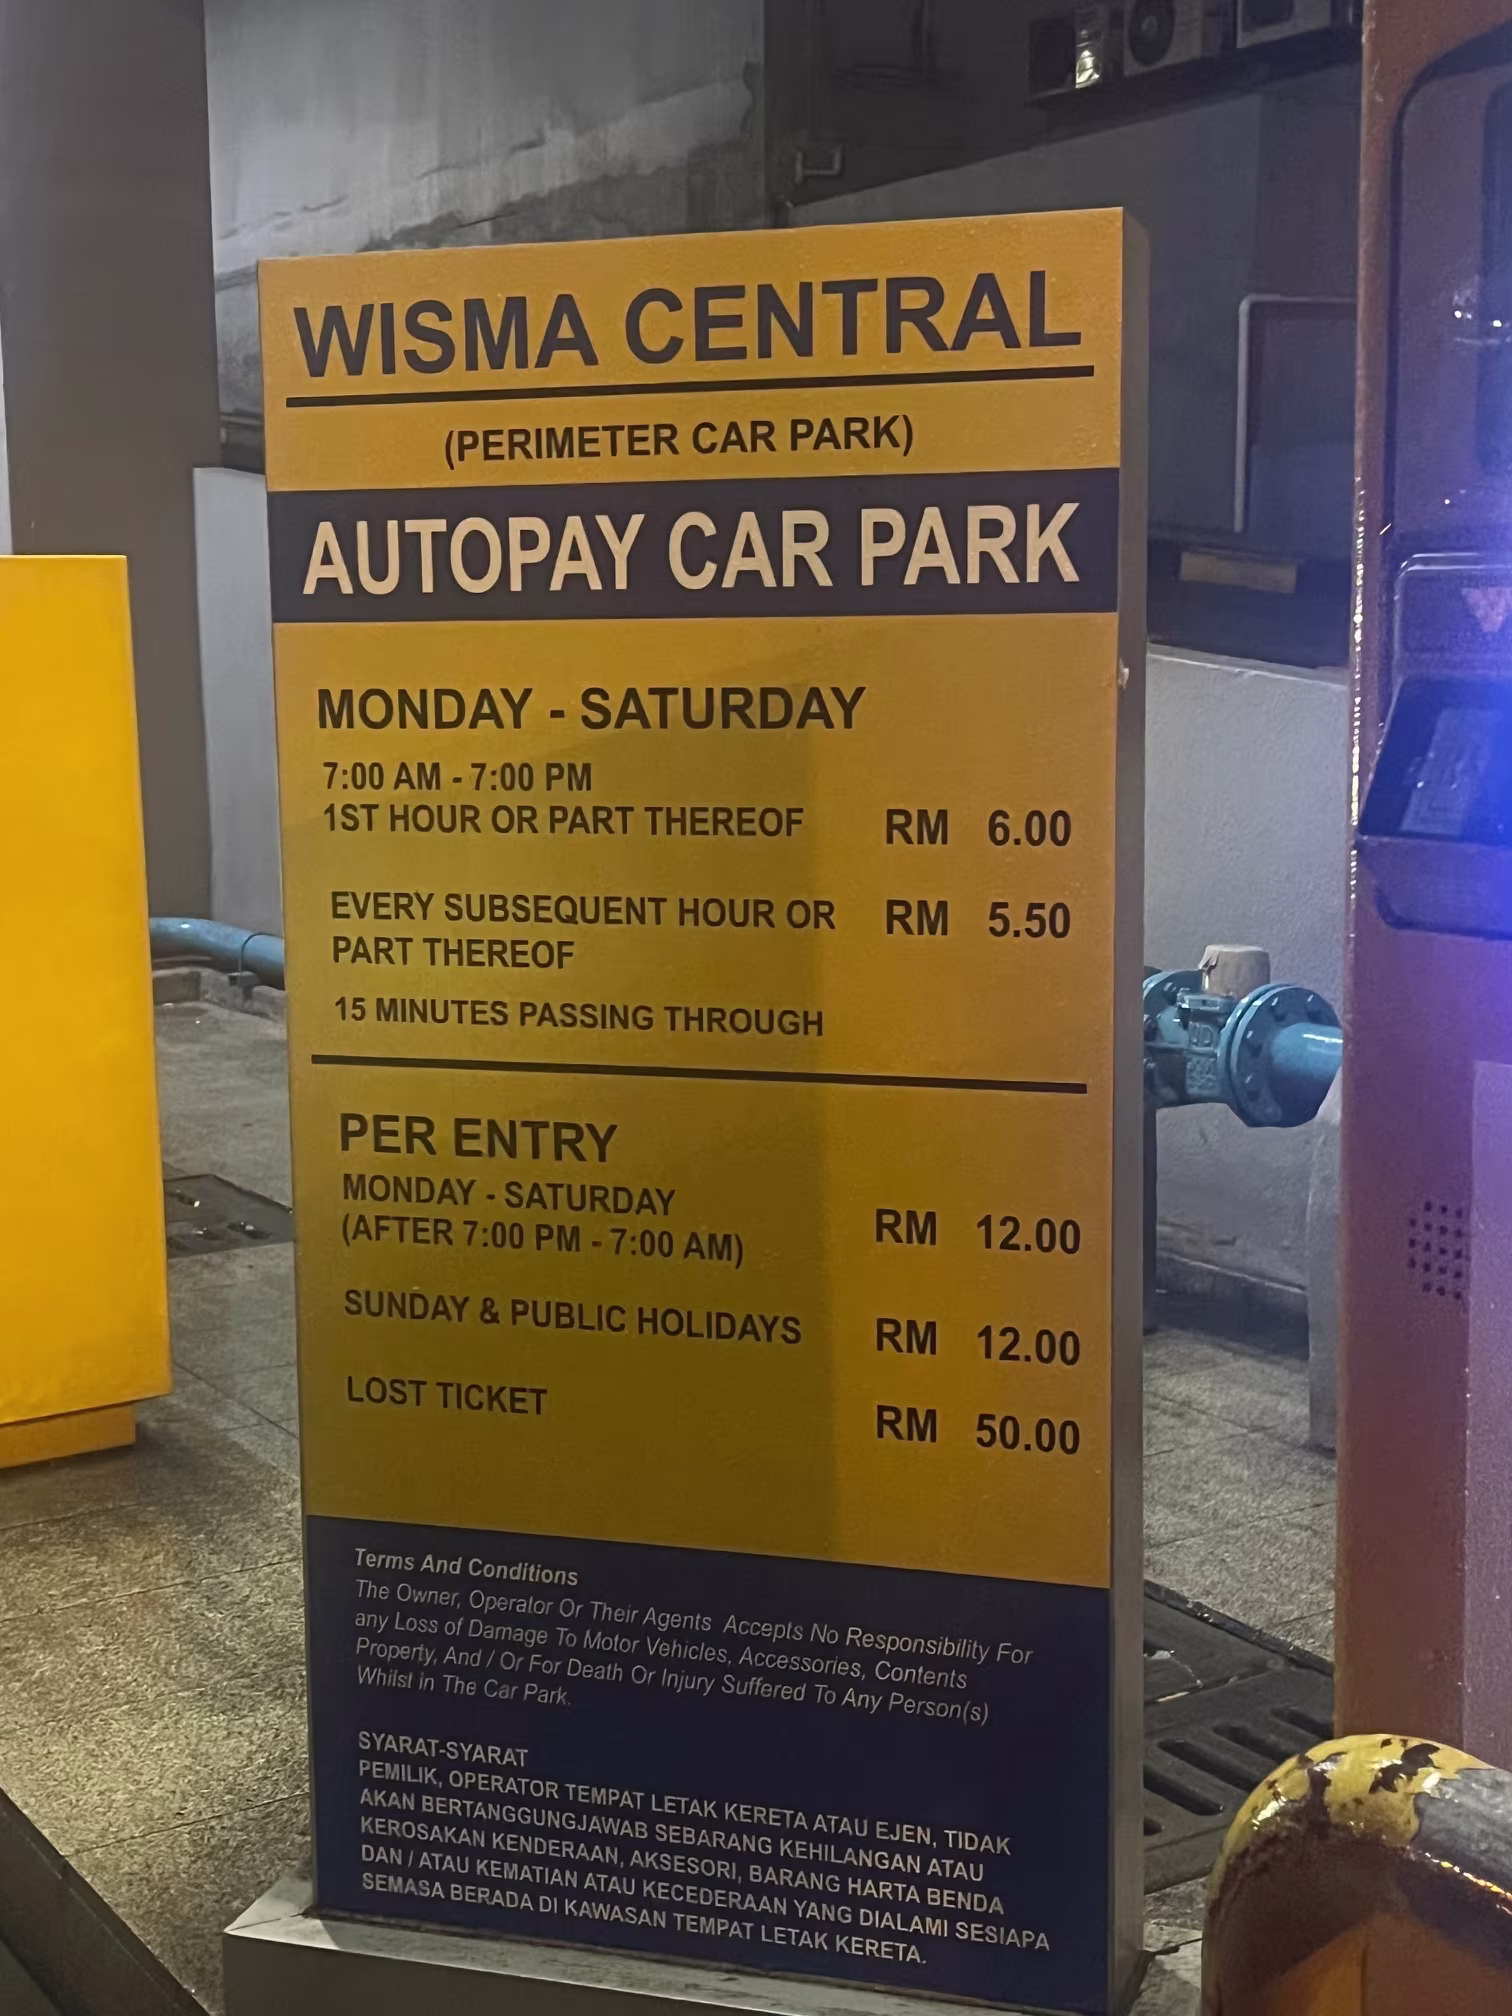 WISMA CENTRAL
(PERIMETER CAR PARK)
AUTOPAY CAR PARK
MONDAY - SATURDAY
7:00 AM - 7:00 PM
1ST HOUR OR PART THEREOF RM 6.00
EVERY SUBSEQUENT HOUR OR RM 5.50
PART THEREOF
15 MINUTES PASSING THROUGH
PER ENTRY
MONDAY - SATURDAY
(AFTER 7:00 PM - 7:00 AM) RM 12.00
SUNDAY & PUBLIC HOLIDAYS RM 12.00
LOST TICKET RM 50.00
Terms And Conditions
The Owner, Operator Or Their Agents Accepts No Responsibility For
any Loss of Damage To Motor Vehicles, Accessories, Contents
Property, And / Or For Death Or Injury Suffered To Any Person(s)
Whilst in The Car Park.
SYARAT-SYARAT
PEMILIK, OPERATOR TEMPAT LETAK KERETA ATAU EJEN, TIDAK
AKAN BERTANGGUNGJAWAB SEBARANG KEHILANGAN ATAU
KEROSAKAN KENDERAAN, AKSESORI, BARANG HARTA BENDA
DAN / ATAU KEMATIAN ATAU KECEDERAAN YANG DIALAMI SESIAPA
SEMASA BERADA DI KAWASAN TEMPAT LETAK KERETA.